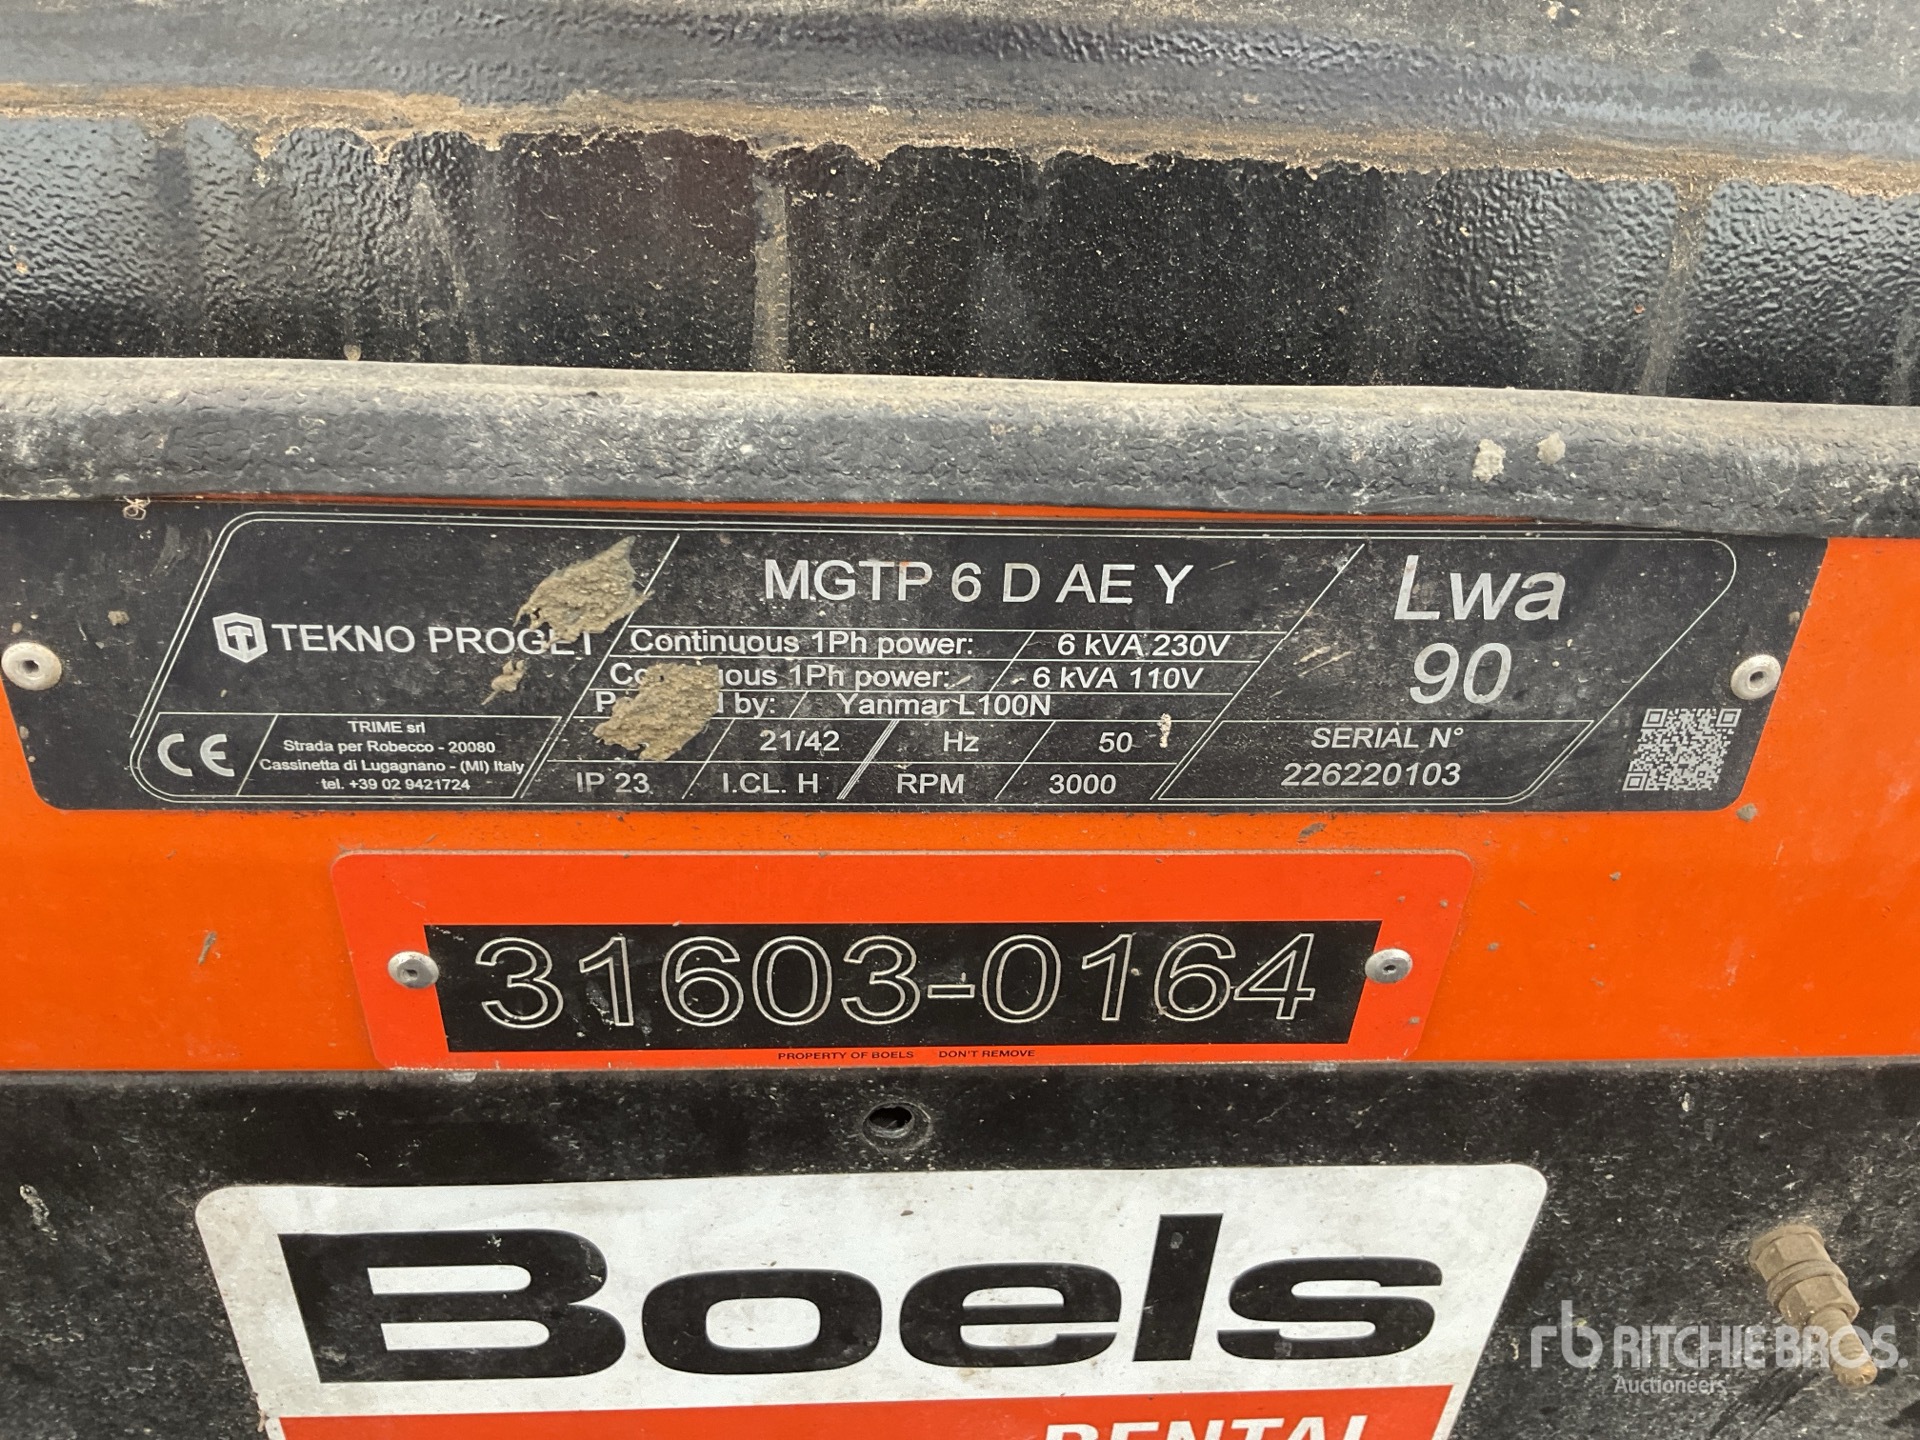 MGTP 6 D AE Y
TEKNO PROGET
Continuous 1Ph power: 6 kVA 230V
power: 6 kVA 110V
by: Yanmar L100N
21/42 Hz 50
IP 23 I.CL. H RPM 3000
Lwa
90
SERIAL N°
226220103
CE
TRIME srl
Strada per Robecco - 20080
Cassinetta di Lugagnano - (MI) Italy
tel. +39 02 9421724
31603-0164
PROPERTY OF BOELS DON'T REMOVE
Boels
RENTAL
rb RITCHIE BROS.
Auctioneers